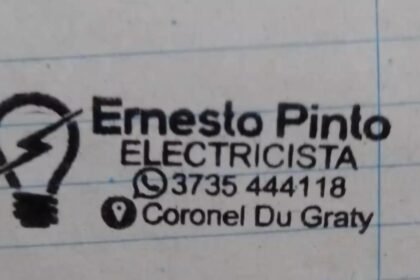 Ernesto Pinto
ELECTRICISTA
3735 444118
Coronel Du Graty